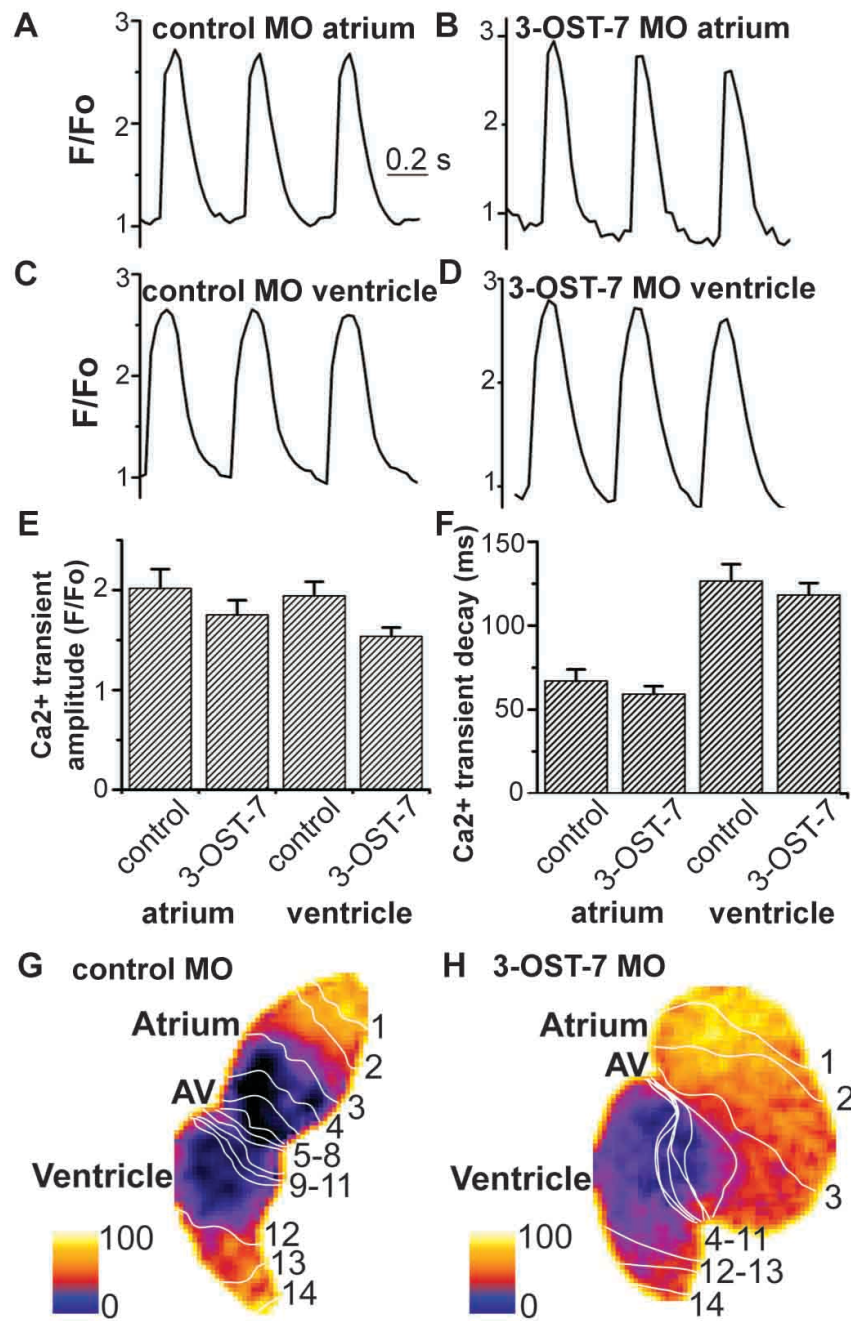 A control MO atrium
3
2
1
F/Fo
0.2 s
B 3-OST-7 MO atrium
3
2
1
C control MO ventricle
3
2
1
F/Fo
D 3-OST-7 MO ventricle
3
2
1
E
Ca2+ transient
amplitude (F/Fo)
2
1
0
control
3-OST-7
control
3-OST-7
atrium
ventricle
F
Ca2+ transient decay (ms)
150
100
50
0
control
3-OST-7
control
3-OST-7
atrium
ventricle
G control MO
Atrium
AV
Ventricle
1
2
3
4
5-8
9-11
12
13
14
100
0
H 3-OST-7 MO
Atrium
AV
Ventricle
1
2
3
4-11
12-13
14
100
0